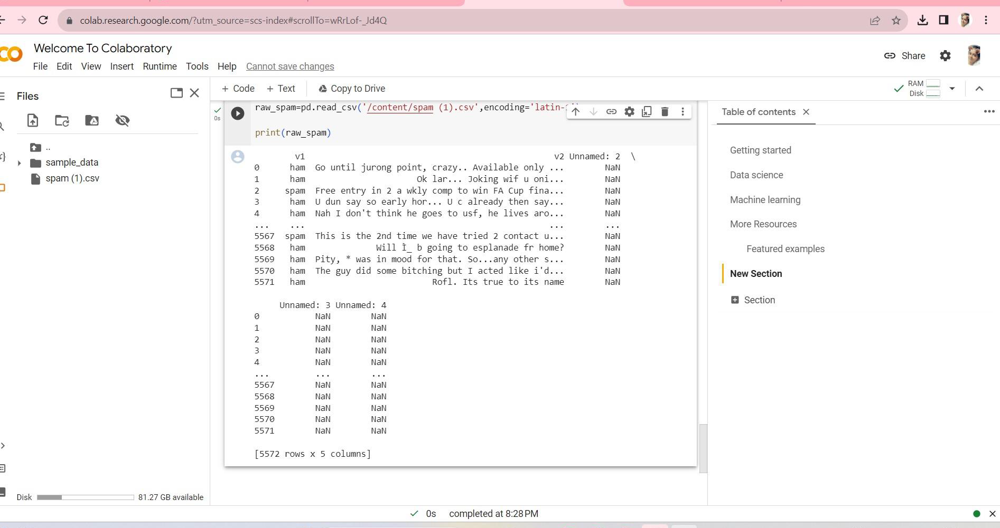 colab.research.google.com/?utm_source=scs-index#scrollTo=wRrLof-_Jd4Q
Welcome To Colaboratory
File Edit View Insert Runtime Tools Help Cannot save changes
Share
+ Code + Text Copy to Drive
RAM
Disk
Files
..
sample_data
spam (1).csv
Disk 81.27 GB available
0s
raw_spam=pd.read_csv('/content/spam (1).csv',encoding='latin-1')
print(raw_spam)
v1 v2 Unnamed: 2 \
0 ham Go until jurong point, crazy.. Available only ... NaN
1 ham Ok lar... Joking wif u oni... NaN
2 spam Free entry in 2 a wkly comp to win FA Cup fina... NaN
3 ham U dun say so early hor... U c already then say... NaN
4 ham Nah I don't think he goes to usf, he lives aro... NaN
... ... ... ...
5567 spam This is the 2nd time we have tried 2 contact u... NaN
5568 ham Will Ì_ b going to esplanade fr home? NaN
5569 ham Pity, * was in mood for that. So...any other s... NaN
5570 ham The guy did some bitching but I acted like i'd... NaN
5571 ham Rofl. Its true to its name NaN
Unnamed: 3 Unnamed: 4
0 NaN NaN
1 NaN NaN
2 NaN NaN
3 NaN NaN
4 NaN NaN
... ... ...
5567 NaN NaN
5568 NaN NaN
5569 NaN NaN
5570 NaN NaN
5571 NaN NaN
[5572 rows x 5 columns]
Table of contents
Getting started
Data science
Machine learning
More Resources
Featured examples
New Section
Section
0s completed at 8:28 PM